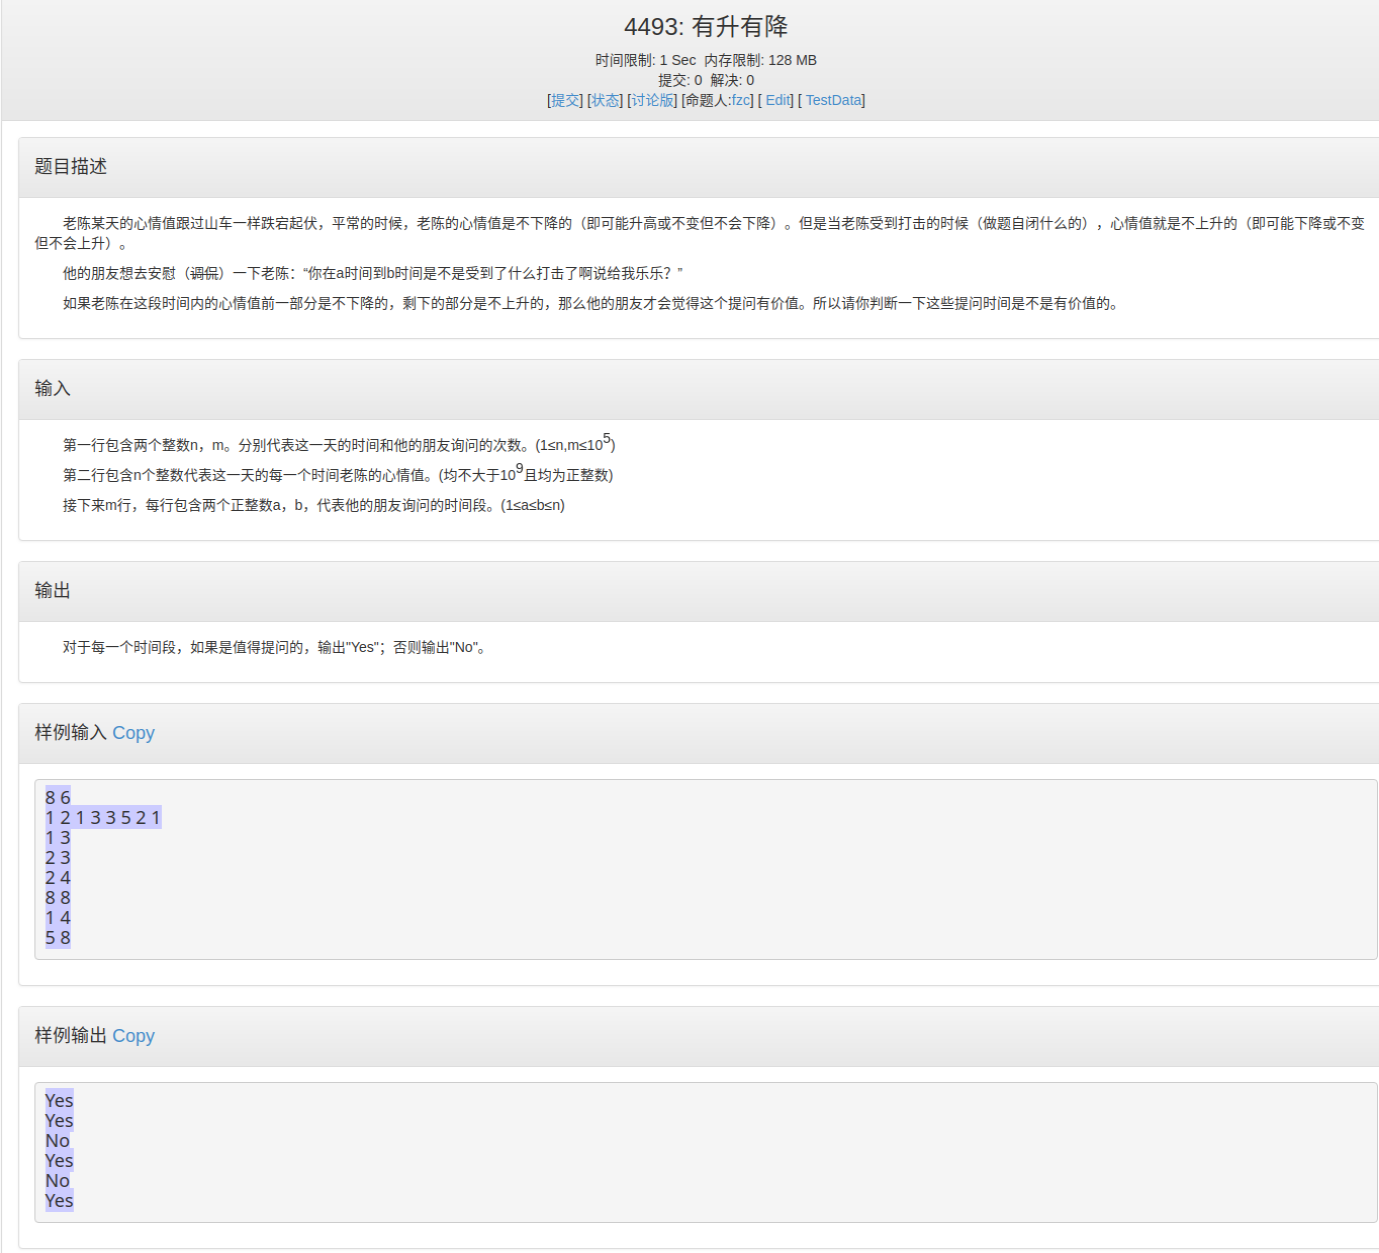 4493: 有升有降
时间限制: 1 Sec  内存限制: 128 MB
提交: 0  解决: 0
[提交] [状态] [讨论版] [命题人:fzc] [ Edit] [ TestData]
题目描述
老陈某天的心情值跟过山车一样跌宕起伏，平常的时候，老陈的心情值是不下降的（即可能升高或不变但不会下降）。但是当老陈受到打击的时候（做题自闭什么的），心情值就是不上升的（即可能下降或不变
但不会上升）。
他的朋友想去安慰（调侃）一下老陈：“你在a时间到b时间是不是受到了什么打击了啊说给我乐乐？”
如果老陈在这段时间内的心情值前一部分是不下降的，剩下的部分是不上升的，那么他的朋友才会觉得这个提问有价值。所以请你判断一下这些提问时间是不是有价值的。
输入
第一行包含两个整数n，m。分别代表这一天的时间和他的朋友询问的次数。(1≤n,m≤10^5)
第二行包含n个整数代表这一天的每一个时间老陈的心情值。(均不大于10^9且均为正整数)
接下来m行，每行包含两个正整数a，b，代表他的朋友询问的时间段。(1≤a≤b≤n)
输出
对于每一个时间段，如果是值得提问的，输出"Yes"；否则输出"No"。
样例输入 Copy
8 6
1 2 1 3 3 5 2 1
1 3
2 3
2 4
8 8
1 4
5 8
样例输出 Copy
Yes
Yes
No
Yes
No
Yes